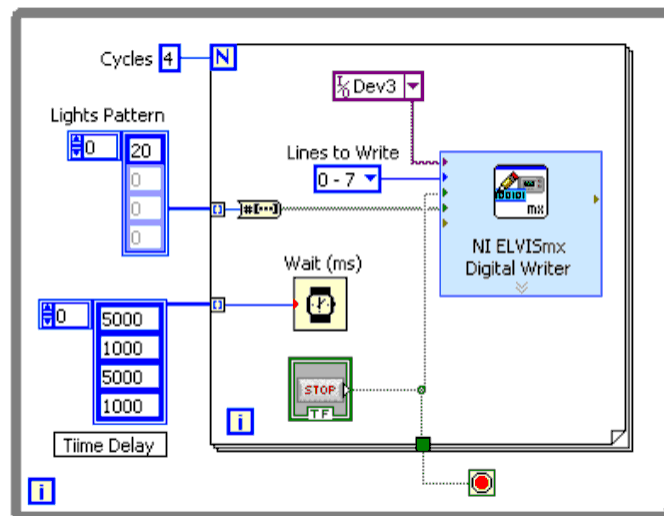 Cycles 4 N
I/O Dev3
Lights Pattern
0 20
0
0
0
Lines to Write
0 - 7
#[...]
mx
NI ELVISmx
Digital Writer
Wait (ms)
0 5000
1000
5000
1000
STOP
TF
i
Tiime Delay
i